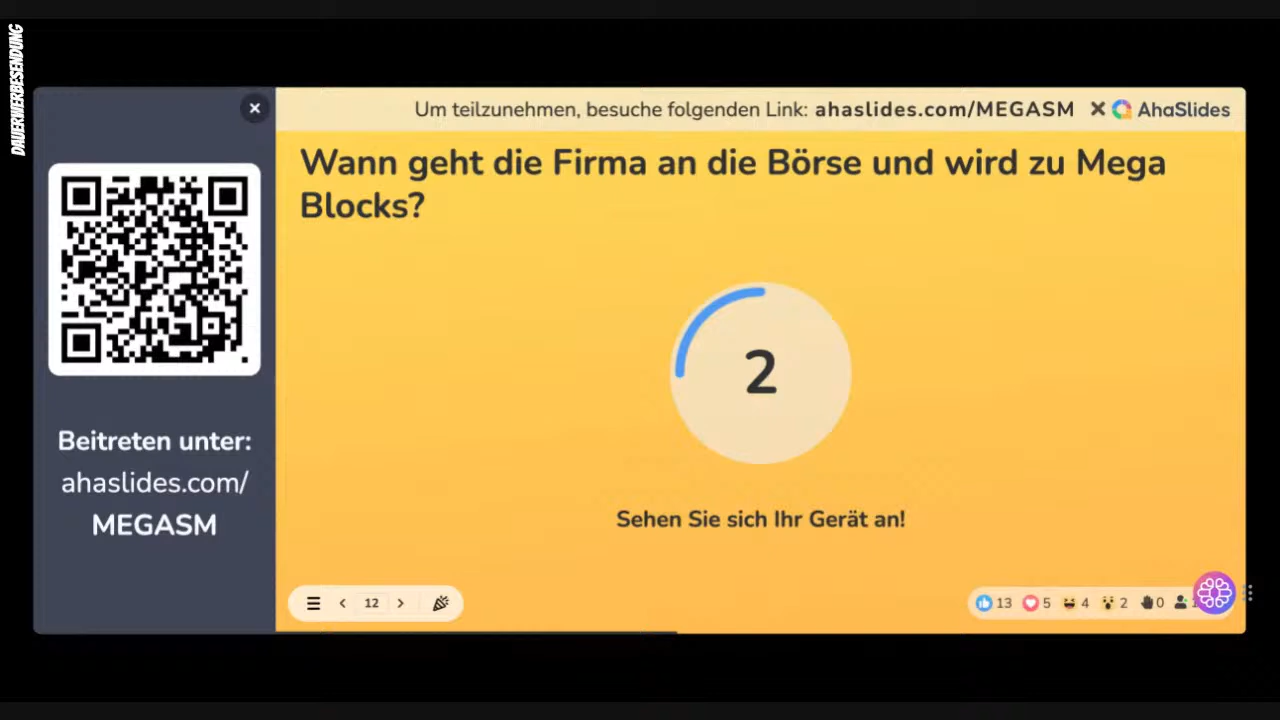 DAUERWERBESENDUNG
Um teilzunehmen, besuche folgenden Link: ahaslides.com/MEGASM
AhaSlides
Wann geht die Firma an die Börse und wird zu Mega
Blocks?
2
Sehen Sie sich Ihr Gerät an!
Beitreten unter:
ahaslides.com/
MEGASM
12
13 5 4 2 0